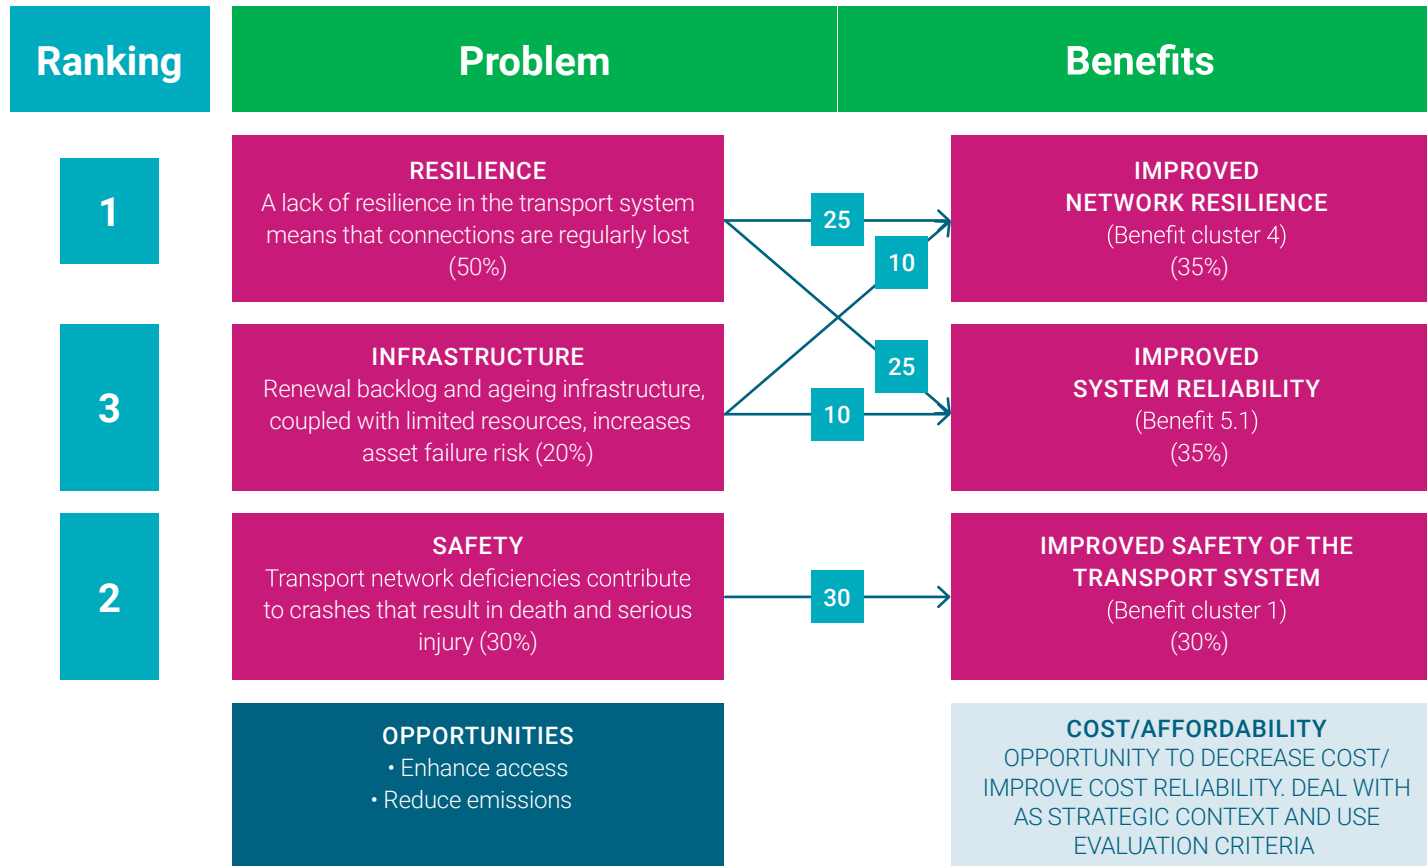 Ranking
Problem
Benefits
1
RESILIENCE
A lack of resilience in the transport system
means that connections are regularly lost
(50%)
25
10
IMPROVED
NETWORK RESILIENCE
(Benefit cluster 4)
(35%)
3
INFRASTRUCTURE
Renewal backlog and ageing infrastructure,
coupled with limited resources, increases
asset failure risk (20%)
25
10
IMPROVED
SYSTEM RELIABILITY
(Benefit 5.1)
(35%)
2
SAFETY
Transport network deficiencies contribute
to crashes that result in death and serious
injury (30%)
30
IMPROVED SAFETY OF THE
TRANSPORT SYSTEM
(Benefit cluster 1)
(30%)
OPPORTUNITIES
• Enhance access
• Reduce emissions
COST/AFFORDABILITY
OPPORTUNITY TO DECREASE COST/
IMPROVE COST RELIABILITY. DEAL WITH
AS STRATEGIC CONTEXT AND USE
EVALUATION CRITERIA